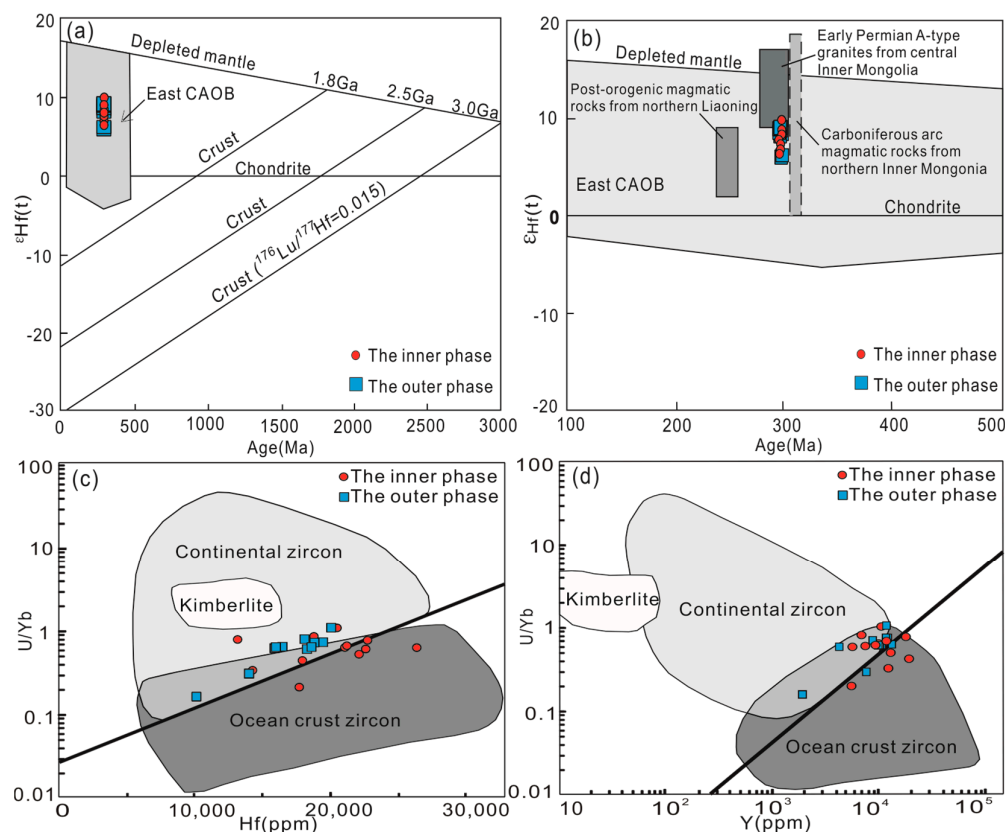 (a)
20
10
0
-10
-20
-30
εHf(t)
Depleted mantle
1.8Ga
2.5Ga
3.0Ga
East CAOB
Crust
Chondrite
Crust
Crust (176Lu/177Hf=0.015)
The inner phase
The outer phase
0
500
1000
1500
2000
2500
3000
Age(Ma)
(b)
20
10
0
-10
-20
εHf(t)
Depleted mantle
Early Permian A-type
granites from central
Inner Mongolia
Post-orogenic magmatic
rocks from northern Liaoning
Carboniferous arc
magmatic rocks from
northern Inner Mongonia
East CAOB
Chondrite
The inner phase
The outer phase
100
200
300
400
500
Age(Ma)
(c)
100
10
1
0.1
0.01
U/Yb
The inner phase
The outer phase
Continental zircon
Kimberlite
Ocean crust zircon
0
10,000
20,000
30,000
Hf(ppm)
(d)
100
10
1
0.1
0.01
U/Yb
The inner phase
The outer phase
Kimberlite
Continental zircon
Ocean crust zircon
10
10²
10³
10⁴
10⁵
Y(ppm)